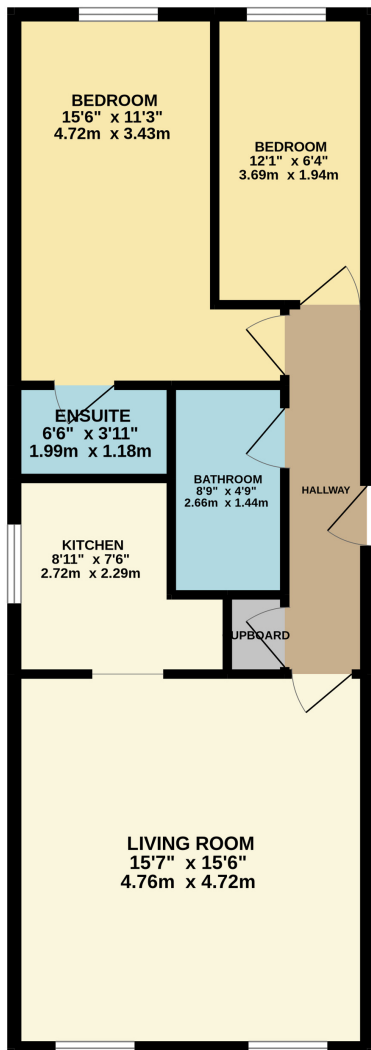 BEDROOM
15'6" x 11'3"
4.72m x 3.43m
BEDROOM
12'1" x 6'4"
3.69m x 1.94m
ENSUITE
6'6" x 3'11"
1.99m x 1.18m
BATHROOM
8'9" x 4'9"
2.66m x 1.44m
HALLWAY
KITCHEN
8'11" x 7'6"
2.72m x 2.29m
CUPBOARD
LIVING ROOM
15'7" x 15'6"
4.76m x 4.72m